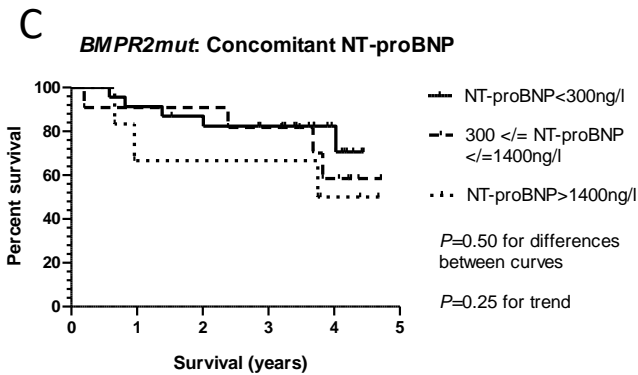 C
BMPR2mut: Concomitant NT-proBNP
Percent survival
100
80
60
40
20
0
0 1 2 3 4 5
Survival (years)
NT-proBNP<300ng/l
300 </= NT-proBNP
</=1400ng/l
NT-proBNP>1400ng/l
P=0.50 for differences
between curves
P=0.25 for trend